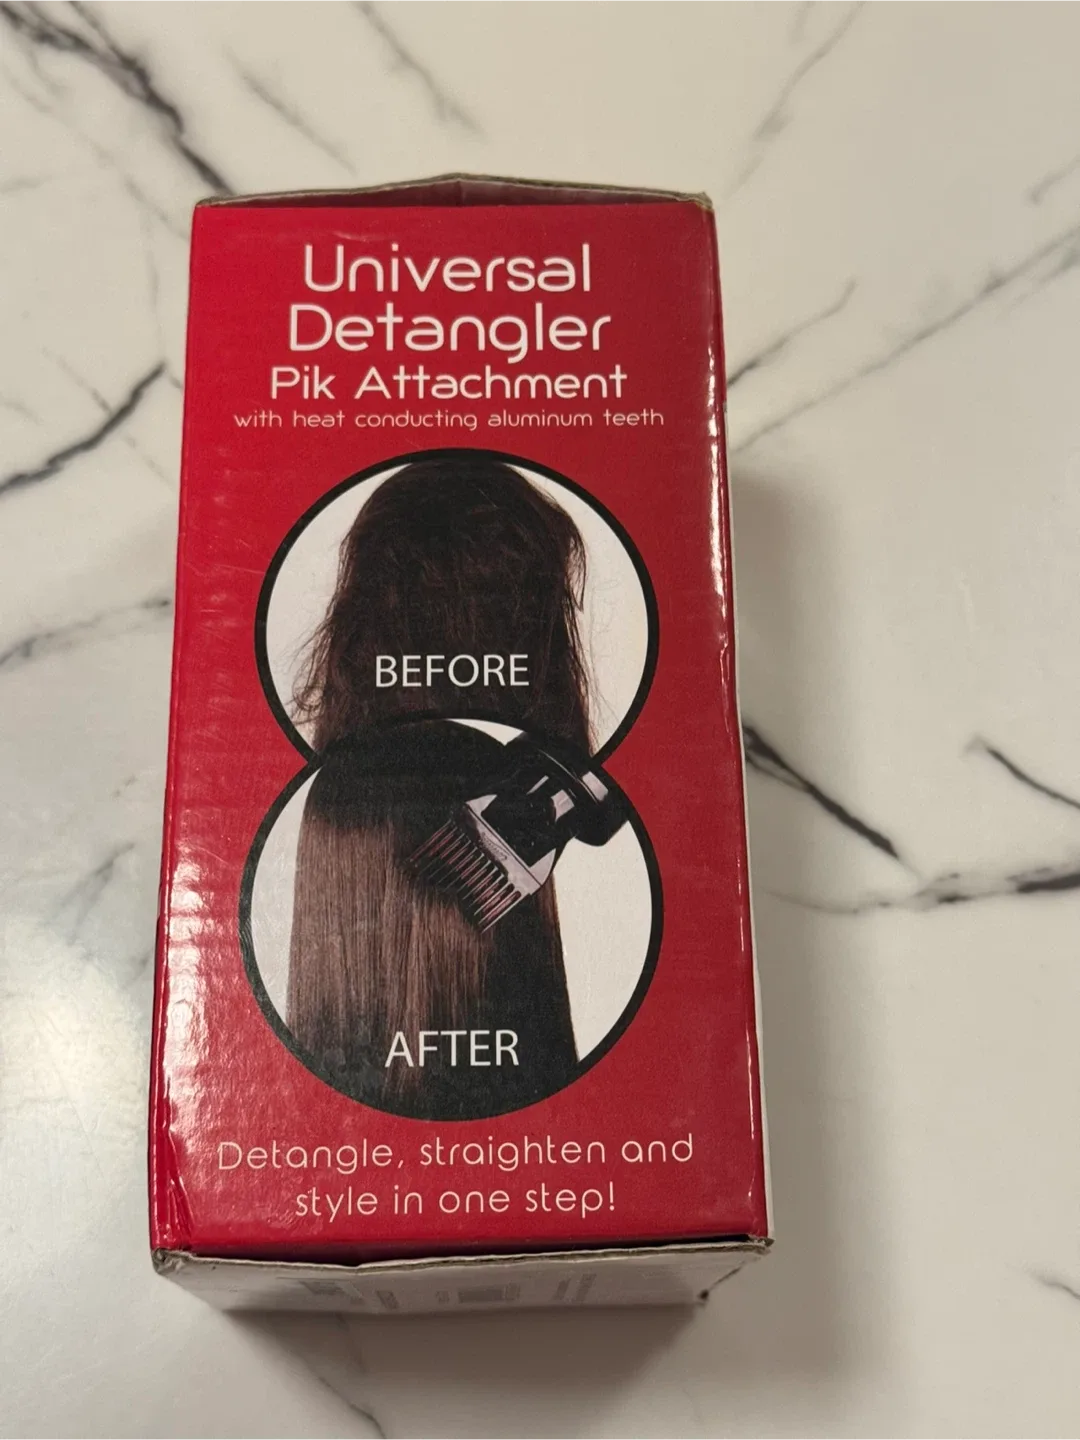 Universal
Detangler
Pik Attachment
with heat conducting aluminum teeth
BEFORE
AFTER
Detangle, straighten and
style in one step!